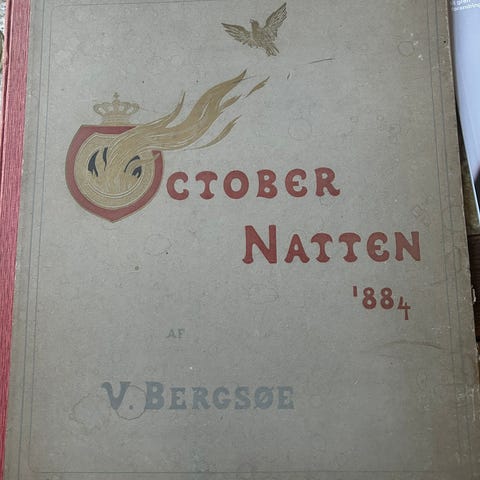 OCTOBER
NATTEN
1884
AF
V. BERGSØE